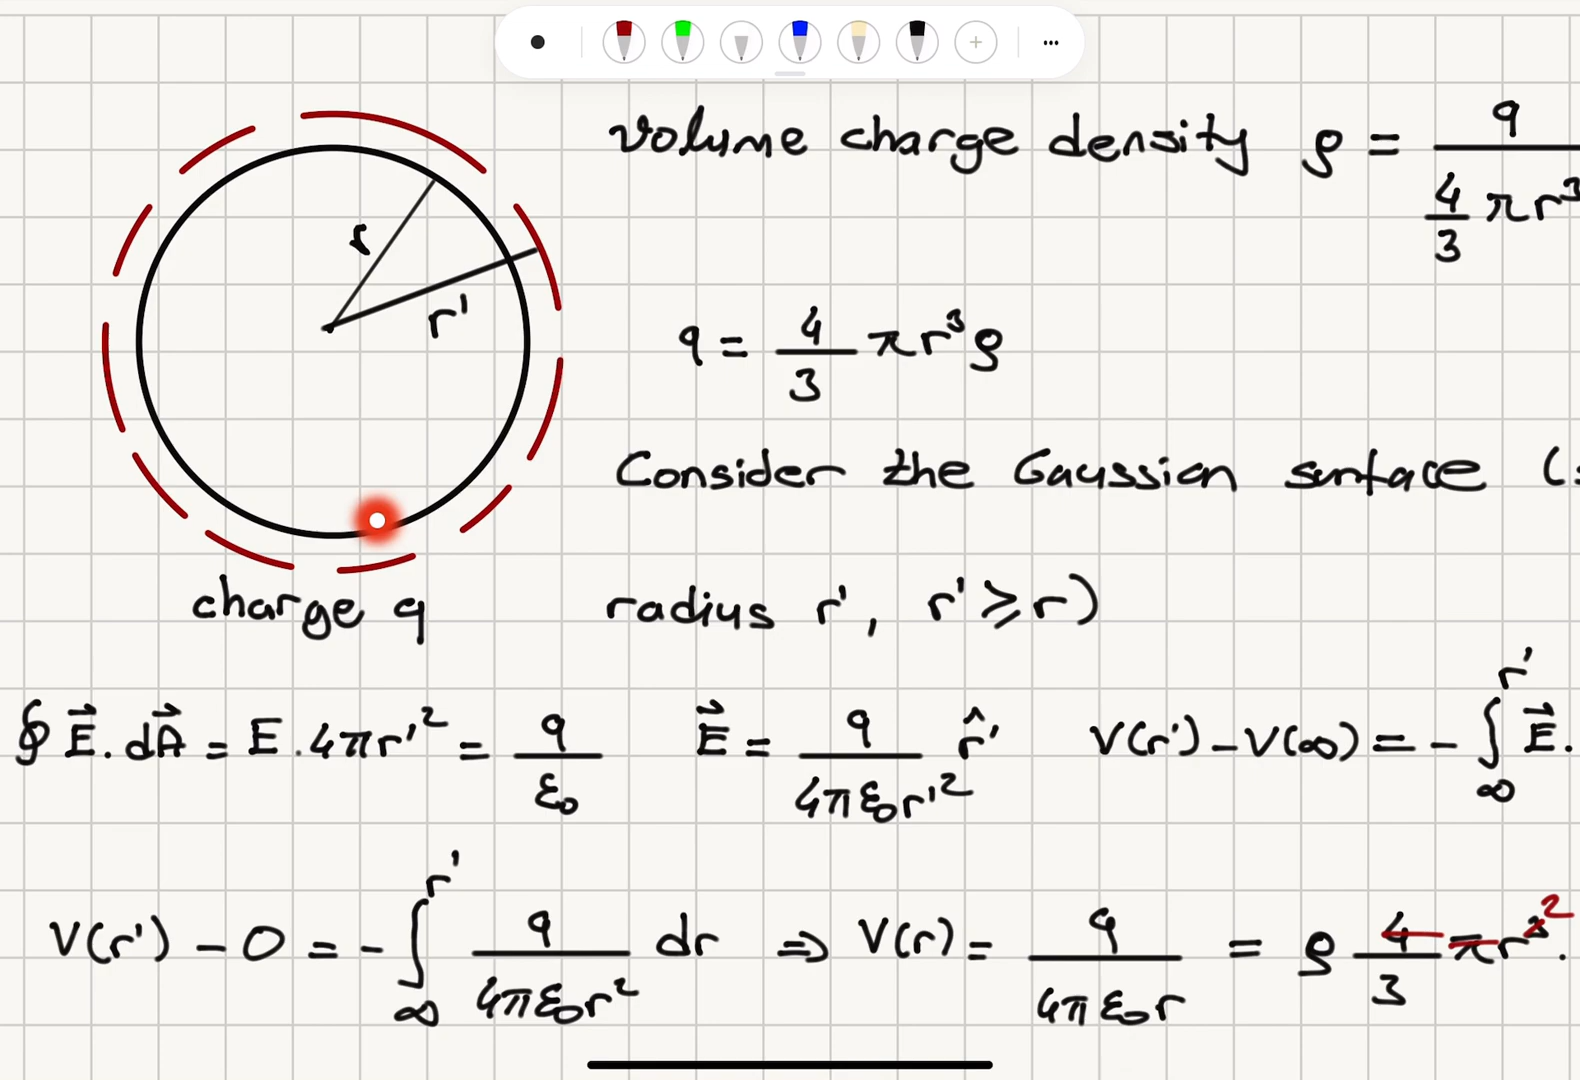 volume charge density ρ = q / (4/3 πr³
r
r'
q = 4/3 πr³ρ
Consider the Gaussian surface (
charge q
radius r', r' ⩾ r)
∮ E⃗ . dA⃗ = E . 4πr'² = q/ε₀   E⃗ = q/(4πε₀r'²) r̂'   V(r') – V(∞) = – ∫_∞^r' E⃗ .
V(r') – 0 = – ∫_∞^r' q/(4πε₀r²) dr ⇒ V(r) = q/(4πε₀r) = ρ 4/3 πr³ 2 .